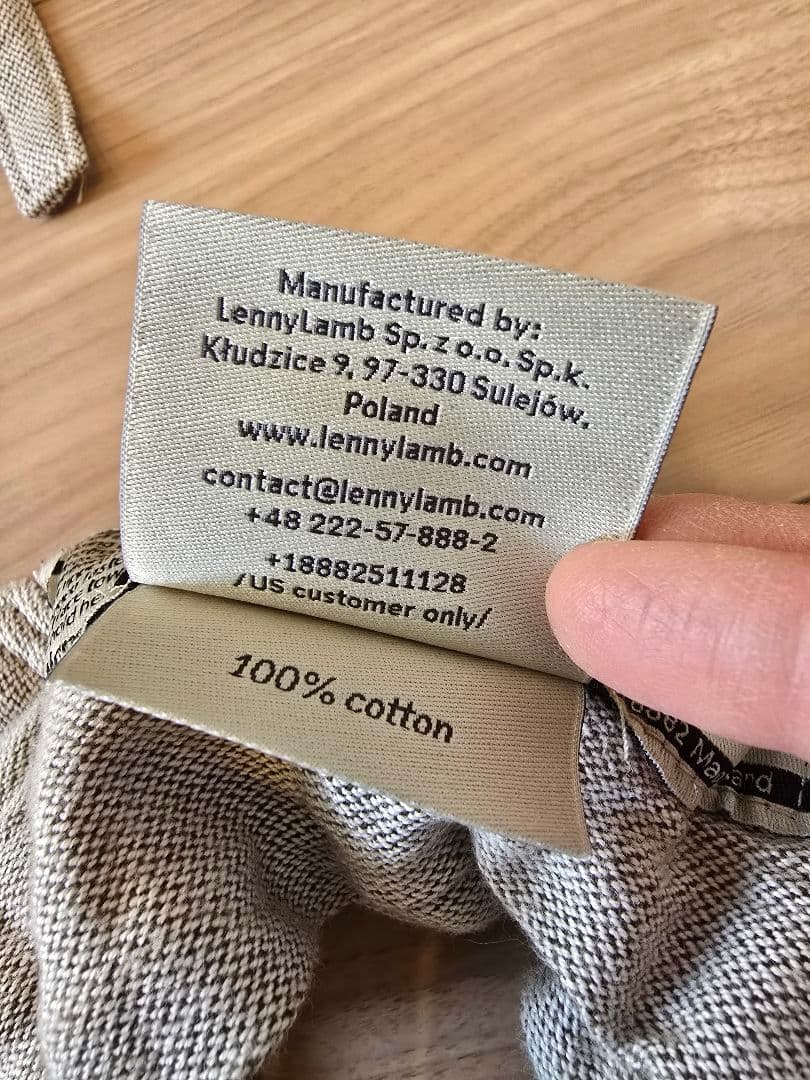 Manufactured by:
LennyLamb Sp. z o.o. Sp.k.
Kłudzice 9, 97-330 Sulejów,
Poland
www.lennylamb.com
contact@lennylamb.com
+48 222-57-888-2
+18882511128
/US customer only/
100% cotton